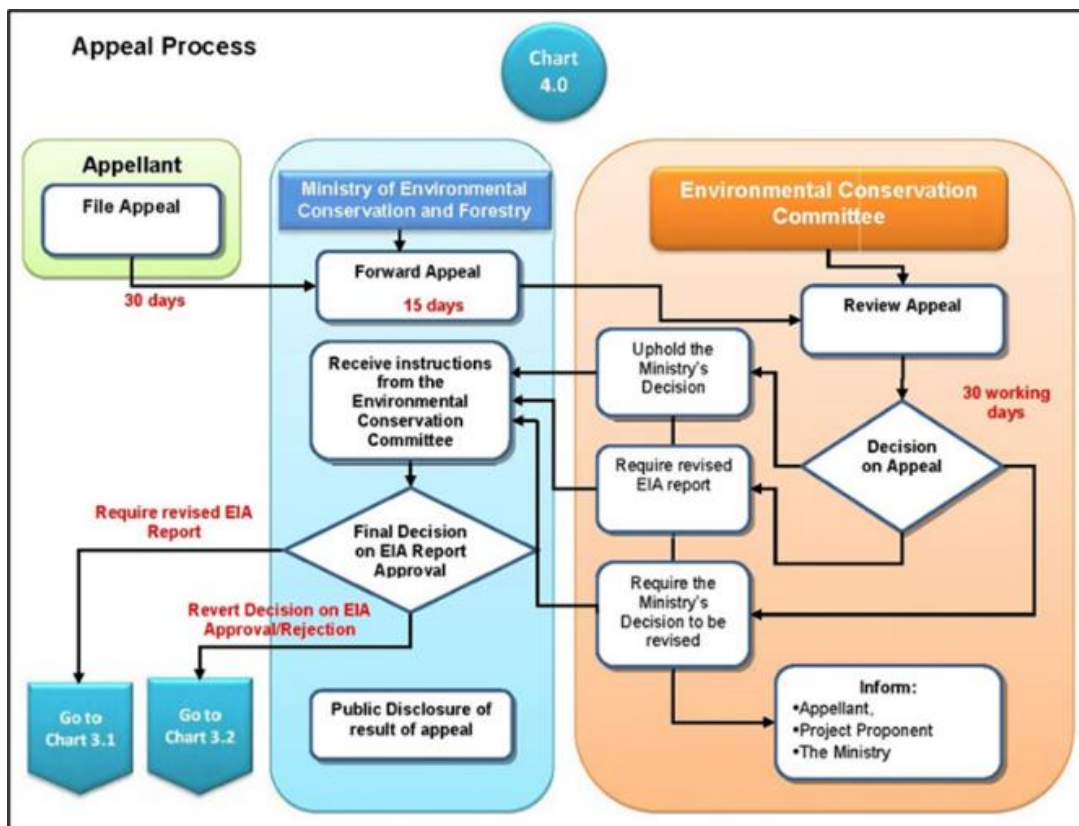 Appeal Process
Chart
4.0
Appellant
File Appeal
30 days
Ministry of Environmental
Conservation and Forestry
Forward Appeal
15 days
Receive instructions
from the
Environmental
Conservation
Committee
Final Decision
on EIA Report
Approval
Require revised EIA
Report
Revert Decision on EIA
Approval/Rejection
Go to
Chart 3.1
Go to
Chart 3.2
Public Disclosure of
result of appeal
Environmental Conservation
Committee
Review Appeal
30 working
days
Decision
on Appeal
Uphold the
Ministry's
Decision
Require revised
EIA report
Require the
Ministry's
Decision to be
revised
Inform:
•Appellant,
•Project Proponent
•The Ministry